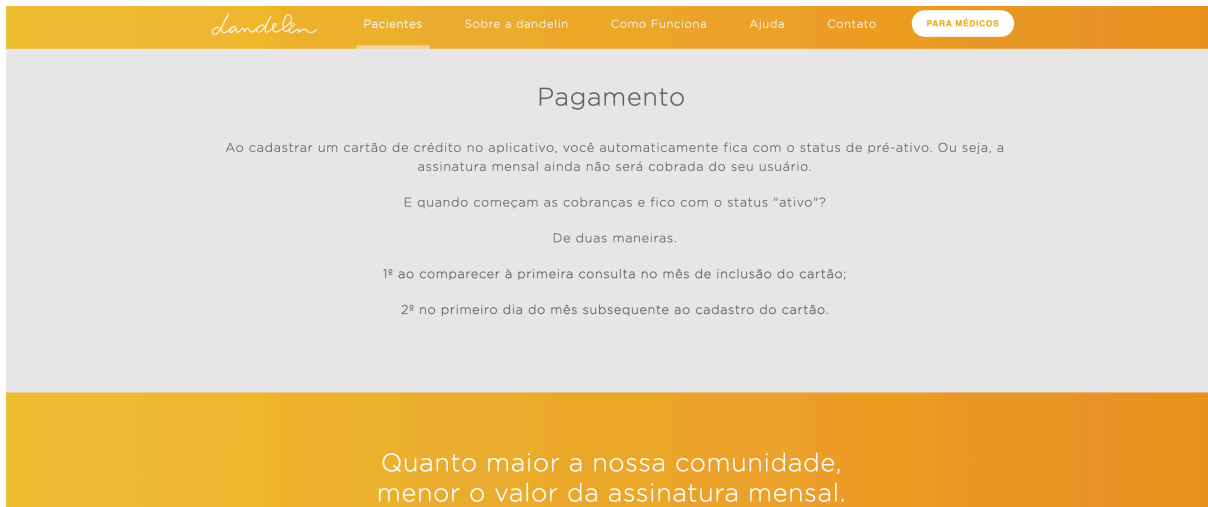 dandelin
Pacientes
Sobre a dandelin
Como Funciona
Ajuda
Contato
PARA MÉDICOS
Pagamento
Ao cadastrar um cartão de crédito no aplicativo, você automaticamente fica com o status de pré-ativo. Ou seja, a
assinatura mensal ainda não será cobrada do seu usuário.
E quando começam as cobranças e fico com o status "ativo"?
De duas maneiras.
1º ao comparecer à primeira consulta no mês de inclusão do cartão;
2º no primeiro dia do mês subsequente ao cadastro do cartão.
Quanto maior a nossa comunidade,
menor o valor da assinatura mensal.